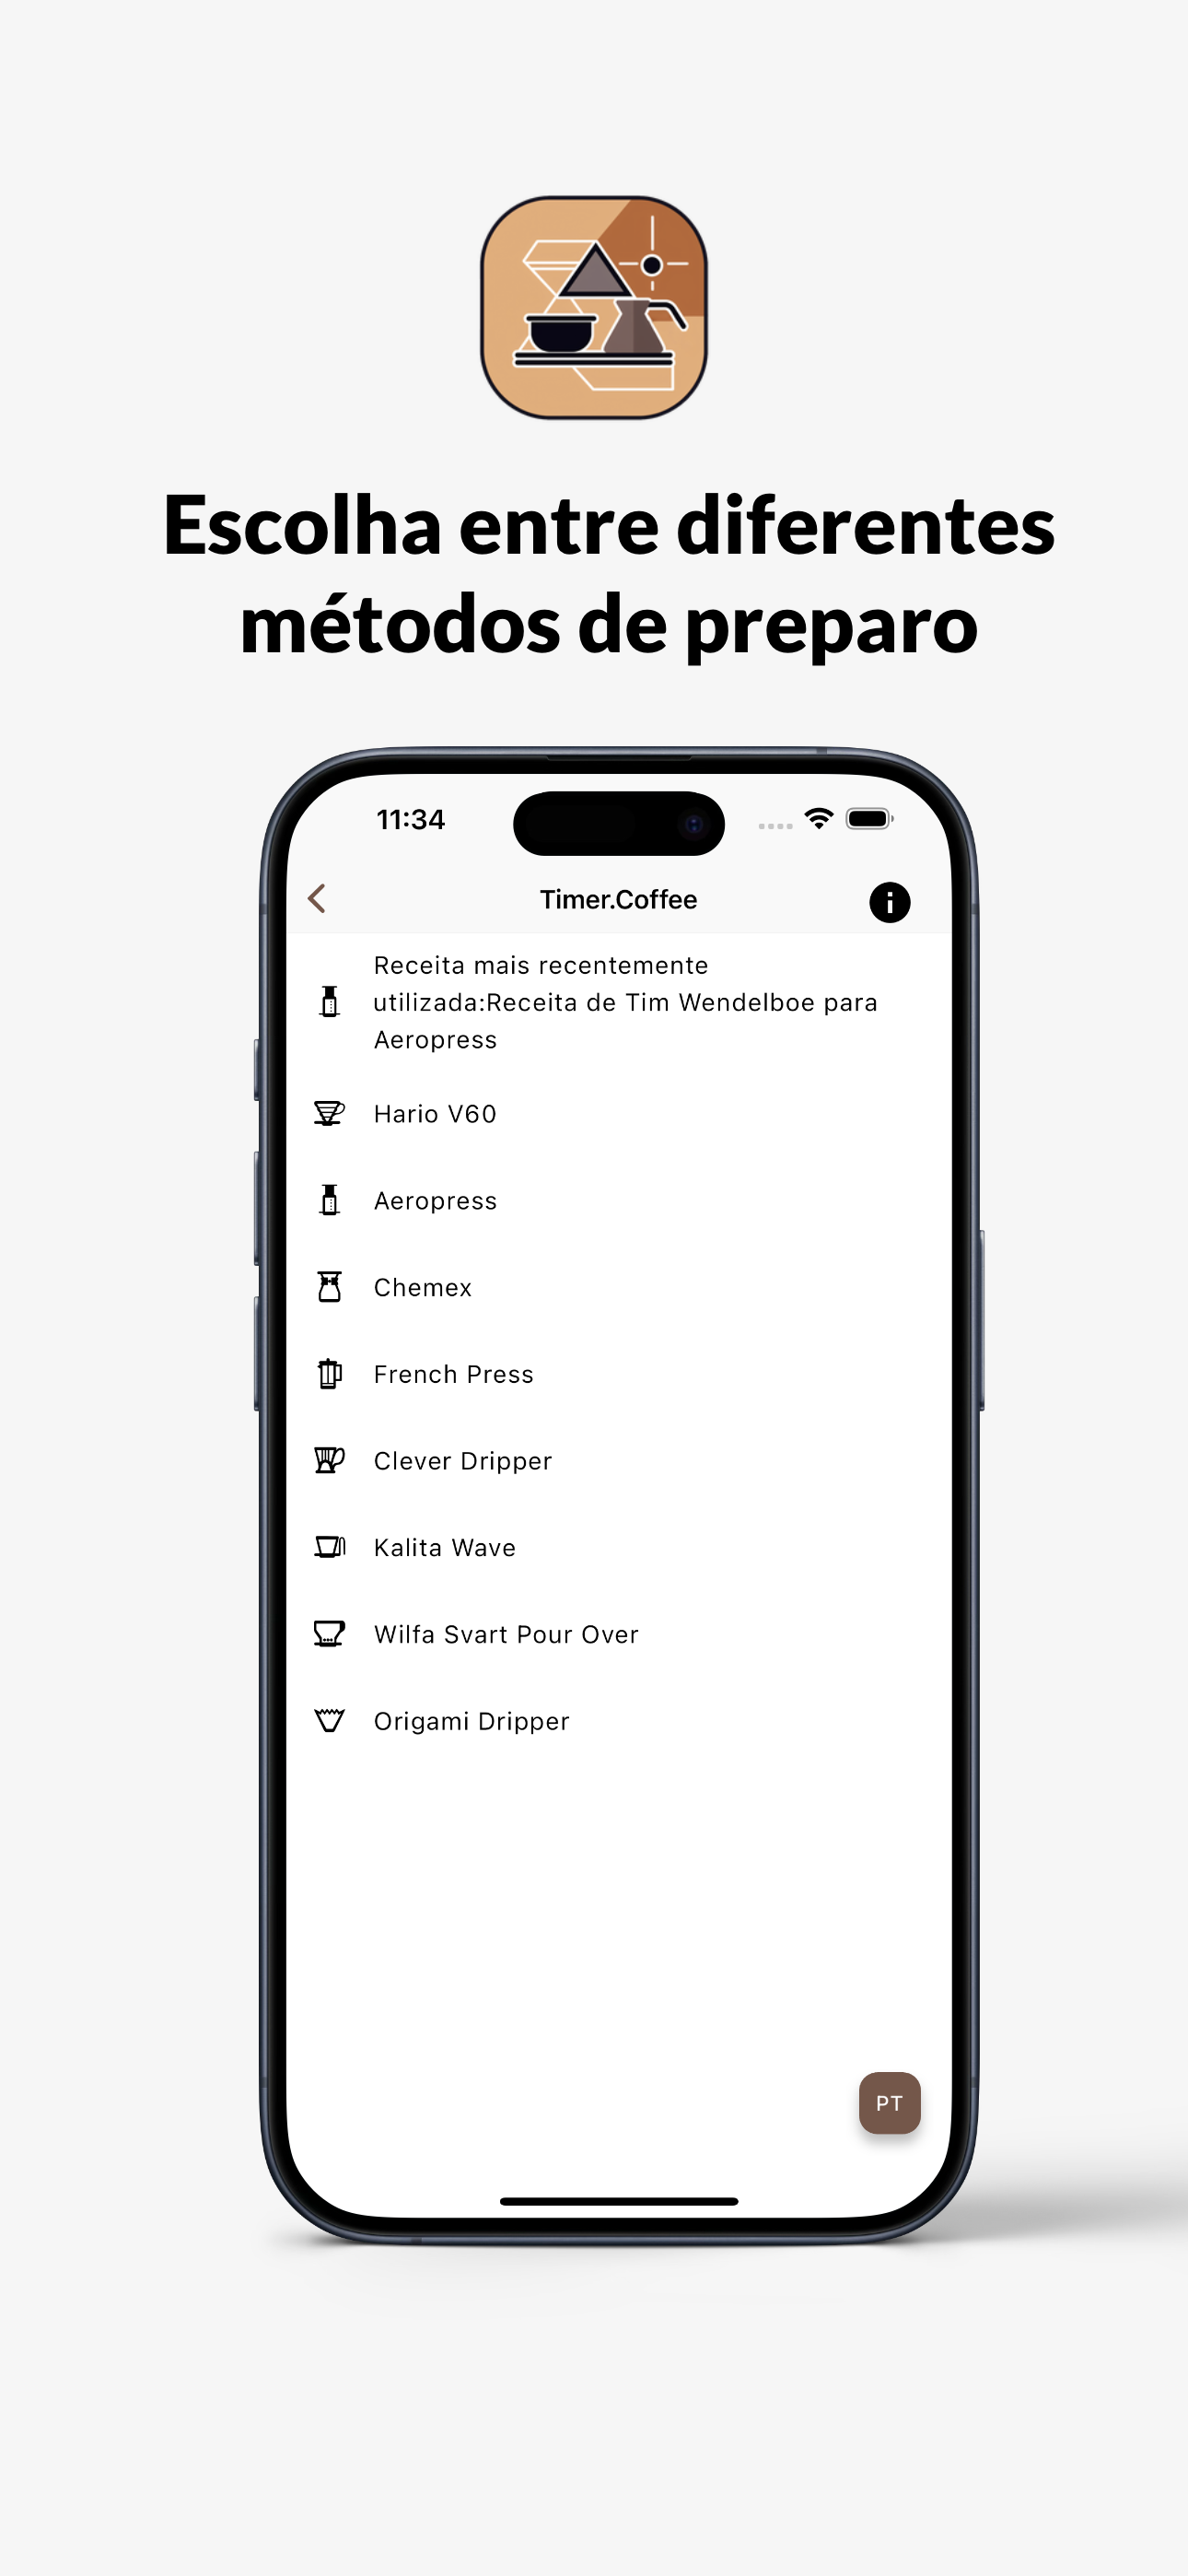 Escolha entre diferentes
métodos de preparo
11:34
Timer.Coffee
Receita mais recentemente
utilizada:Receita de Tim Wendelboe para
Aeropress
Hario V60
Aeropress
Chemex
French Press
Clever Dripper
Kalita Wave
Wilfa Svart Pour Over
Origami Dripper
PT